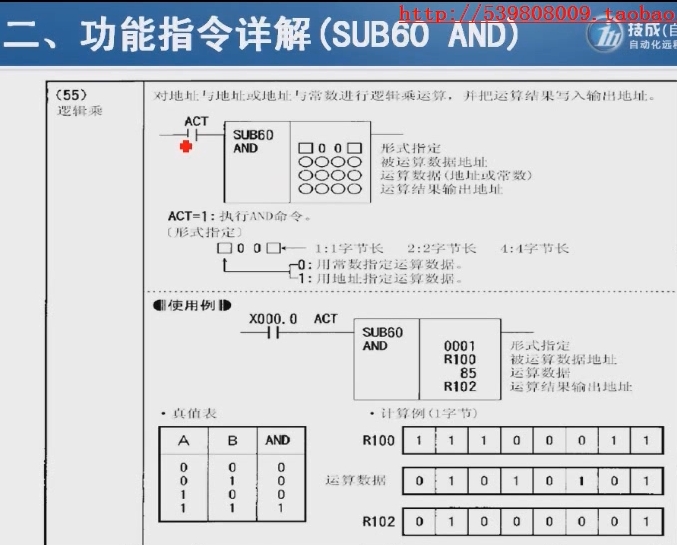 http://539808009.taobao
二、功能指令详解(SUB60 AND)
技成(自
自动化远程
(55)
逻辑乘
对地址与地址或地址与常数进行逻辑乘运算，并把运算结果写入输出地址。
ACT
SUB60
AND
□00□ 形式指定
○○○○ 被运算数据地址
○○○○ 运算数据(地址或常数)
○○○○ 运算结果输出地址
ACT=1:执行AND命令。
〔形式指定〕
□00□ 1:1字节长 2:2字节长 4:4字节长
0:用常数指定运算数据。
1:用地址指定运算数据。
使用例
X000.0 ACT
SUB60
AND
0001 形式指定
R100 被运算数据地址
85 运算数据
R102 运算结果输出地址
・真值表
A B AND
0 0 0
0 1 0
1 0 0
1 1 1
・计算例(1字节)
R100 1 1 1 0 0 0 1 1
运算数据 0 1 0 1 0 1 0 1
R102 0 1 0 0 0 0 0 1